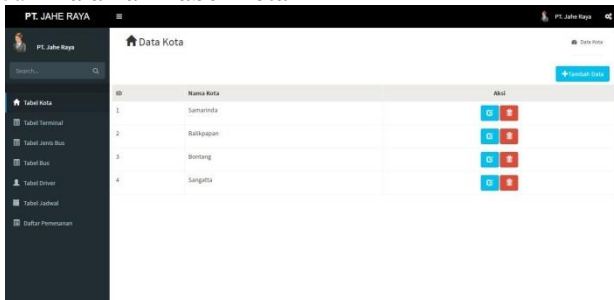 PT. JAHE RAYA
PT. Jahe Raya
PT. Jahe Raya
Data Kota
Data Kota
Search...
Tambah Data
ID Nama Kota Aksi
1 Samarinda
2 Balikpapan
3 Bontang
4 Sangatta
Tabel Kota
Tabel Terminal
Tabel Jenis Bus
Tabel Bus
Tabel Driver
Tabel Jadwal
Daftar Pemesanan